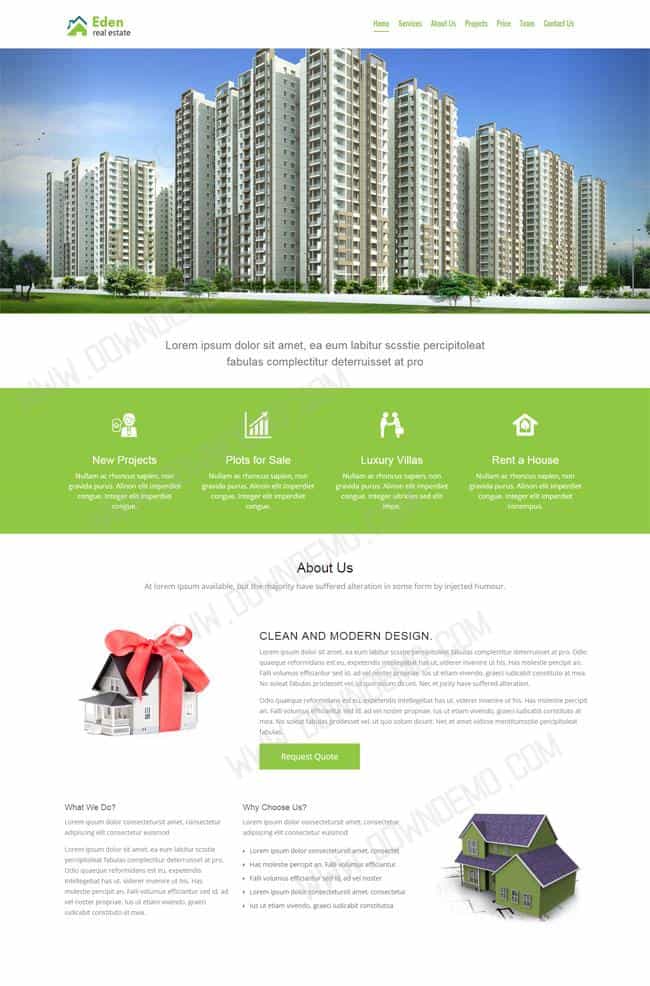 Eden
real estate
Home Services About Us Projects Price Team Contact Us
Lorem ipsum dolor sit amet, ea eum labitur scsstie percipitoleat
fabulas complectitur deterruisset at pro
New Projects
Nullam ac rhoncus sapien, non
gravida purus. Alinon elit imperdiet
congue. Integer elit imperdiet
congue.
Plots for Sale
Nullam ac rhoncus sapien, non
gravida purus. Alinon elit imperdiet
congue. Integer elit imperdiet
congue.
Luxury Villas
Nullam ac rhoncus sapien, non
gravida purus. Alinon elit imperdiet
congue. Integer ultricies sed elit
impe.
Rent a House
Nullam ac rhoncus sapien, non
gravida purus. Alinon elit imperdiet
congue. Integer elit imperdiet
conempus.
About Us
At lorem Ipsum available, but the majority have suffered alteration in some form by injected humour.
CLEAN AND MODERN DESIGN.
Lorem ipsum dolor sit amet, ea eum labitur scsstie percipitoleat fabulas complectitur deterruisset at pro. Odio
quaeque reformidans est eu, expetendis intellegebat has ut, viderer invenire ut his. Has molestie percipit an. Falli
volumus efficiantur sed id, ad vel noster propriae. Ius ut etiam vivendo, graeci iudicabit constituto at mea. No
soleat fabulas prodesset vel, ut quo solum dicunt. Nec et jority have suffered alteration.
Odio quaeque reformidans est eu, expetendis intellegebat has ut, viderer invenire ut his. Has molestie percipit
an. Falli volumus efficiantur sed id, ad vel noster propriae. Ius ut etiam vivendo, graeci iudicabit constituto at
mea. No soleat fabulas prodesset vel, ut quo solum dicunt. Nec et amet vidisse mentitumsstie percipitoleat
fabulas.
Request Quote
What We Do?
Lorem ipsum dolor consectetursit amet, consectetur
adipiscing elit consectetur euismod
Lorem ipsum dolor sit amet, ea eum labitur scsstie
percipitoleat fabulas complectitur deterruisset at
pro. Odio quaeque reformidans est eu, expetendis
intellegebat has ut, viderer invenire ut his. Has
molestie percipit an. Falli volumus efficiantur sed id, ad
vel noster propriae. Ius ut etiam vivendo, graeci
iudicabit constituto at mea.
Why Choose Us?
Lorem ipsum dolor consectetursit amet, consectetur
adipiscing elit consectetur euismod
Lorem ipsum dolor consectetursit amet, consectet
Has molestie percipit an. Falli volumus efficiantur
Falli volumus efficiantur sed id, ad vel noster
Lorem ipsum dolor consectetursit amet, consectetur
Ius ut etiam vivendo, graeci iudicabit constitutoa
WWW.DOWNDEMO.COM
WWW.DOWNDEMO.COM
WWW.DOWNDEMO.COM